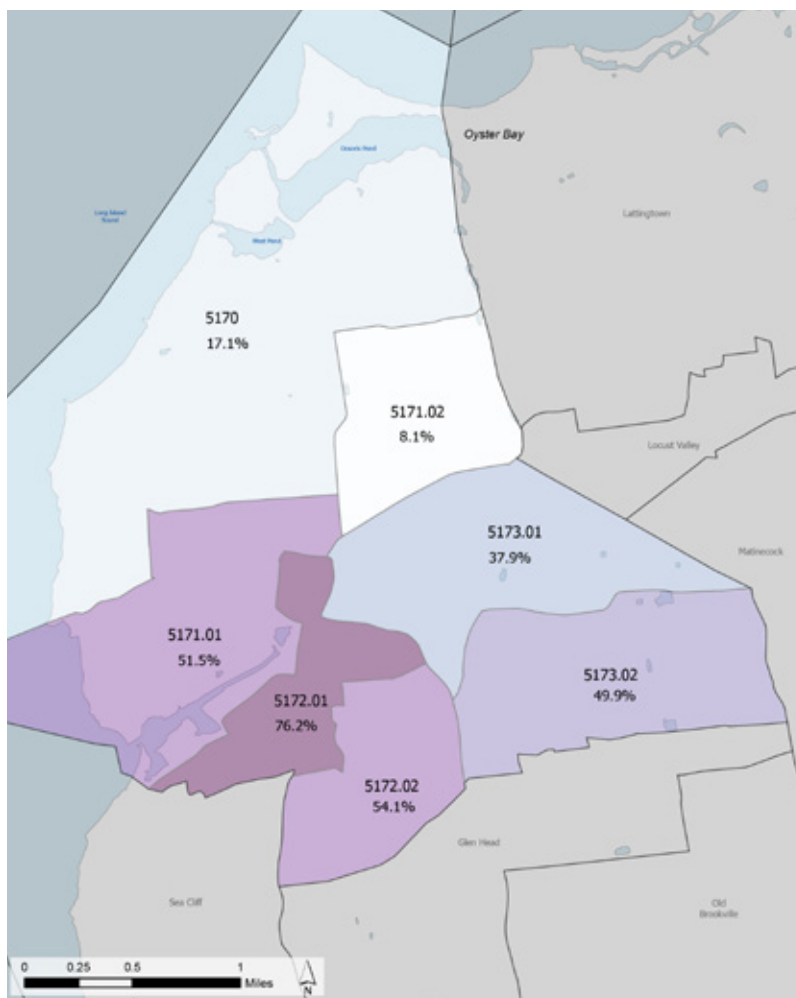 Oyster Bay
Dosoris Pond
Lattingtown
Long Island
Sound
West Pond
5170
17.1%
5171.02
8.1%
Locust Valley
5173.01
37.9%
Matinecock
5171.01
51.5%
5173.02
49.9%
5172.01
76.2%
5172.02
54.1%
Glen Head
Sea Cliff
Old
Brookville
0 0.25 0.5 1
Miles
N